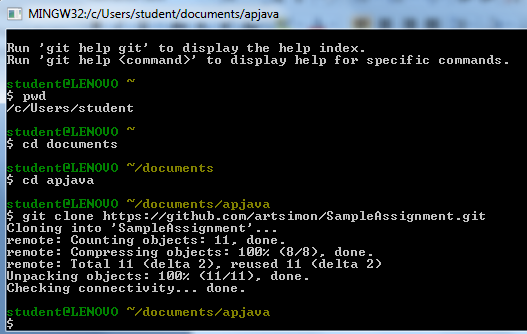 MINGW32:/c/Users/student/documents/apjava
Run 'git help git' to display the help index.
Run 'git help <command>' to display help for specific commands.
student@LENOVO ~
$ pwd
/c/Users/student
student@LENOVO ~
$ cd documents
student@LENOVO ~/documents
$ cd apjava
student@LENOVO ~/documents/apjava
$ git clone https://github.com/artsimon/SampleAssignment.git
Cloning into 'SampleAssignment'...
remote: Counting objects: 11, done.
remote: Compressing objects: 100% (8/8), done.
remote: Total 11 (delta 2), reused 11 (delta 2)
Unpacking objects: 100% (11/11), done.
Checking connectivity... done.
student@LENOVO ~/documents/apjava
$